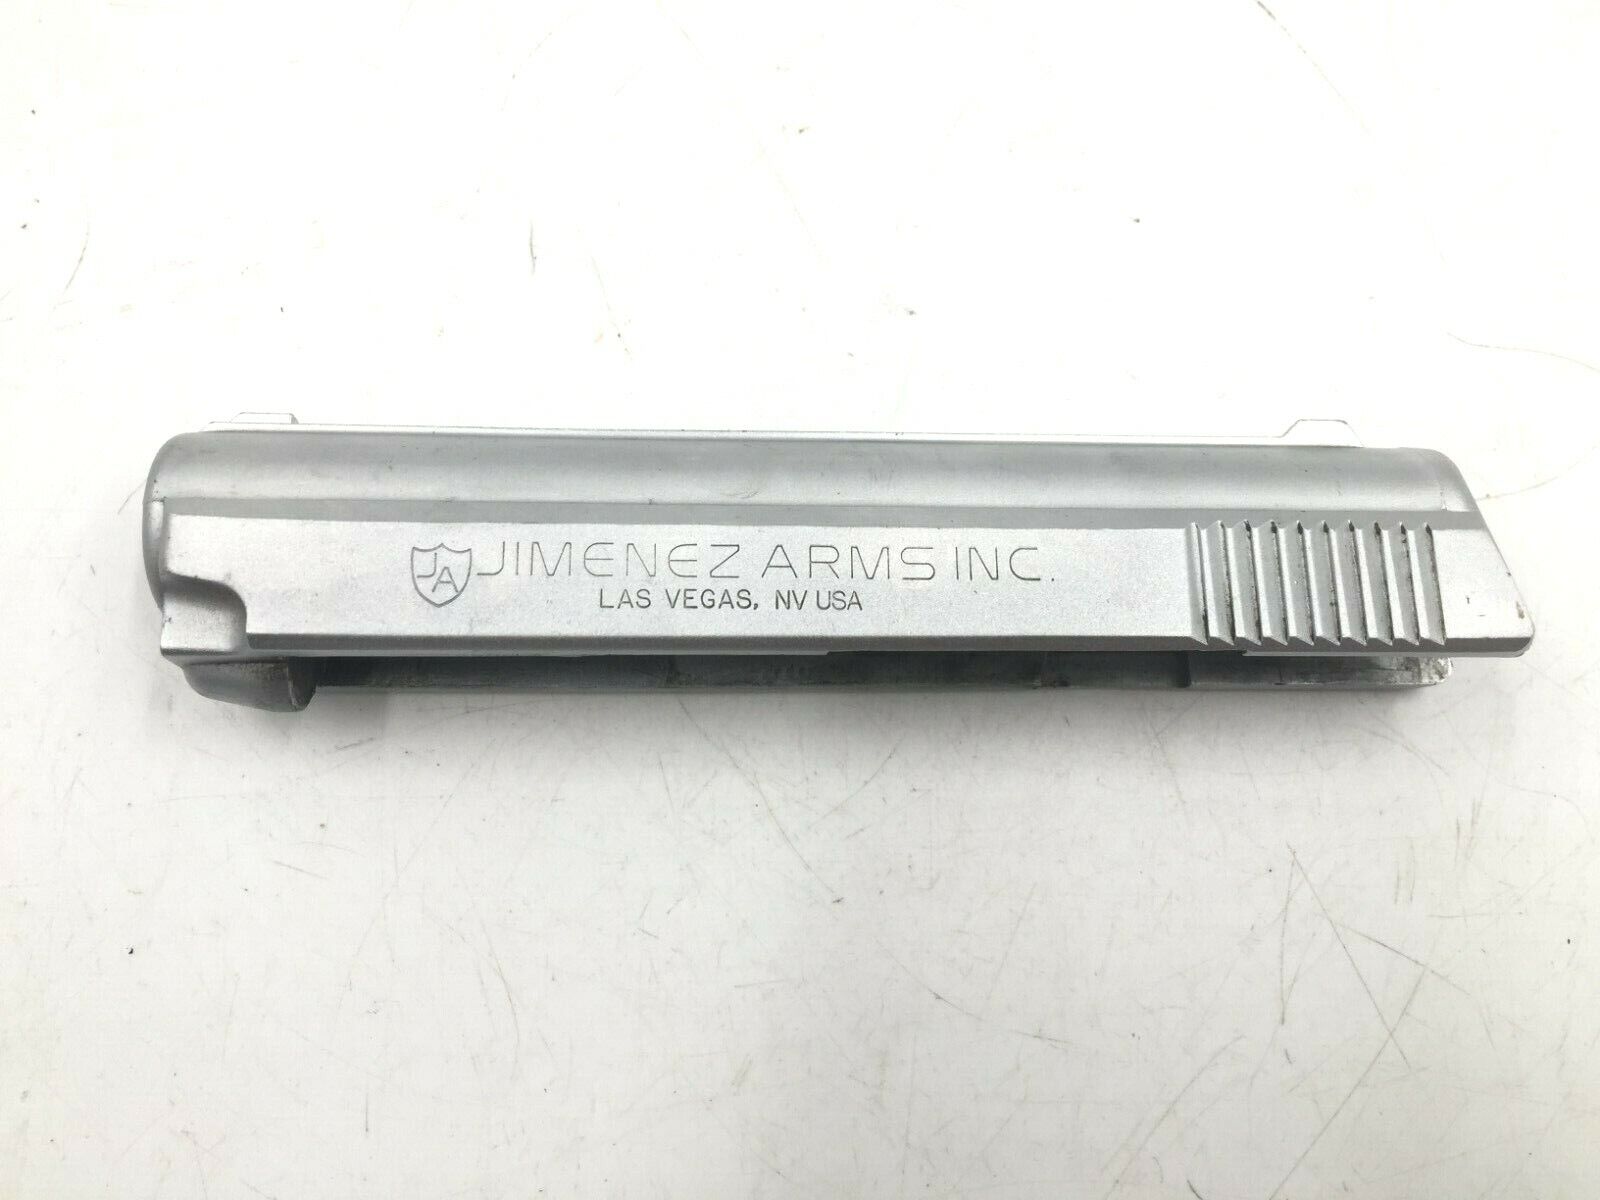 JA JIMENEZ ARMS INC.
LAS VEGAS, NV USA